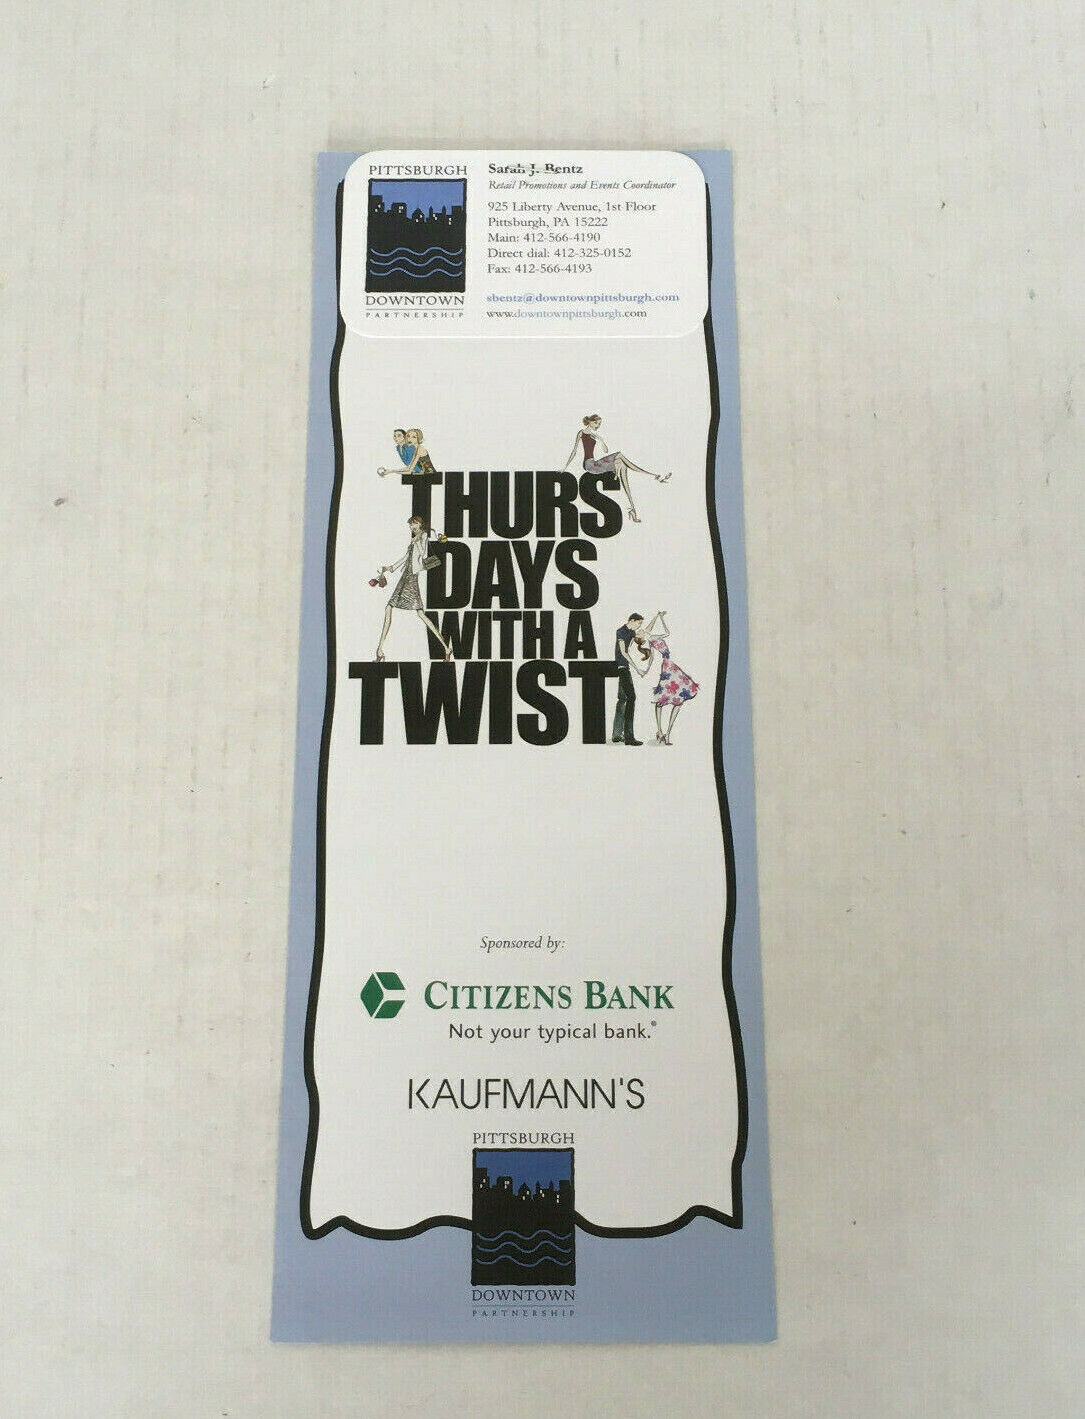 PITTSBURGH
DOWNTOWN
PARTNERSHIP
Sarah J. Bentz
Retail Promotions and Events Coordinator
925 Liberty Avenue, 1st Floor
Pittsburgh, PA 15222
Main: 412-566-4190
Direct dial: 412-325-0152
Fax: 412-566-4193
sbentz@downtownpittsburgh.com
www.downtownpittsburgh.com
THURS
DAYS
WITH A
TWIST
Sponsored by:
CITIZENS BANK
Not your typical bank.®
KAUFMANN'S
PITTSBURGH
DOWNTOWN
PARTNERSHIP